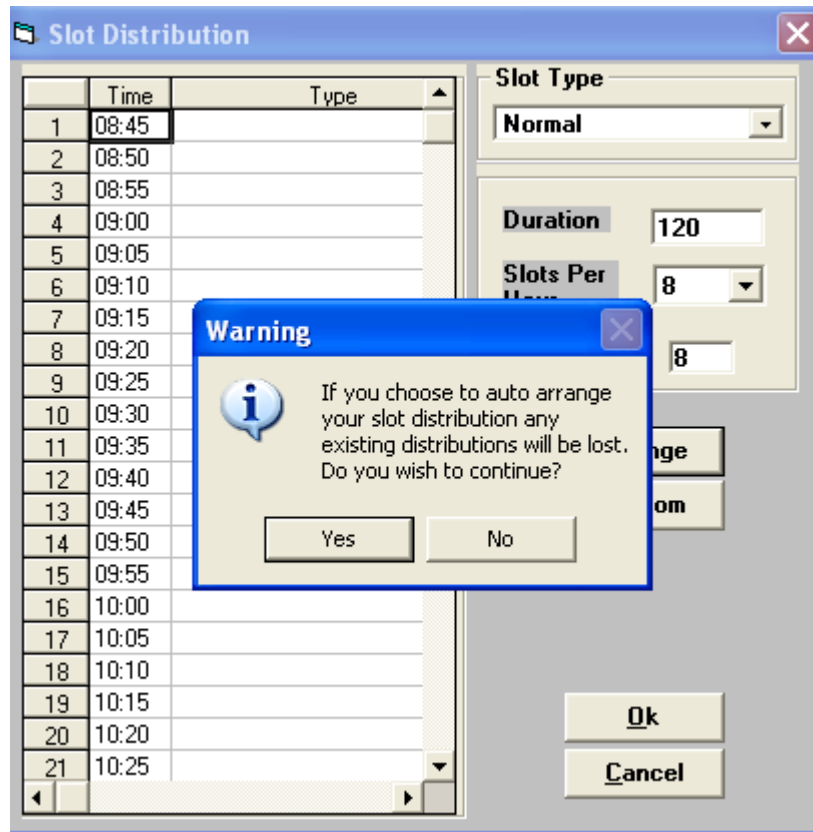 Slot Distribution
Time Type
1 08:45
2 08:50
3 08:55
4 09:00
5 09:05
6 09:10
7 09:15
8 09:20
9 09:25
10 09:30
11 09:35
12 09:40
13 09:45
14 09:50
15 09:55
16 10:00
17 10:05
18 10:10
19 10:15
20 10:20
21 10:25
Slot Type
Normal
Duration 120
Slots Per 8
8
nge
om
Warning
If you choose to auto arrange
your slot distribution any
existing distributions will be lost.
Do you wish to continue?
Yes No
Ok
Cancel